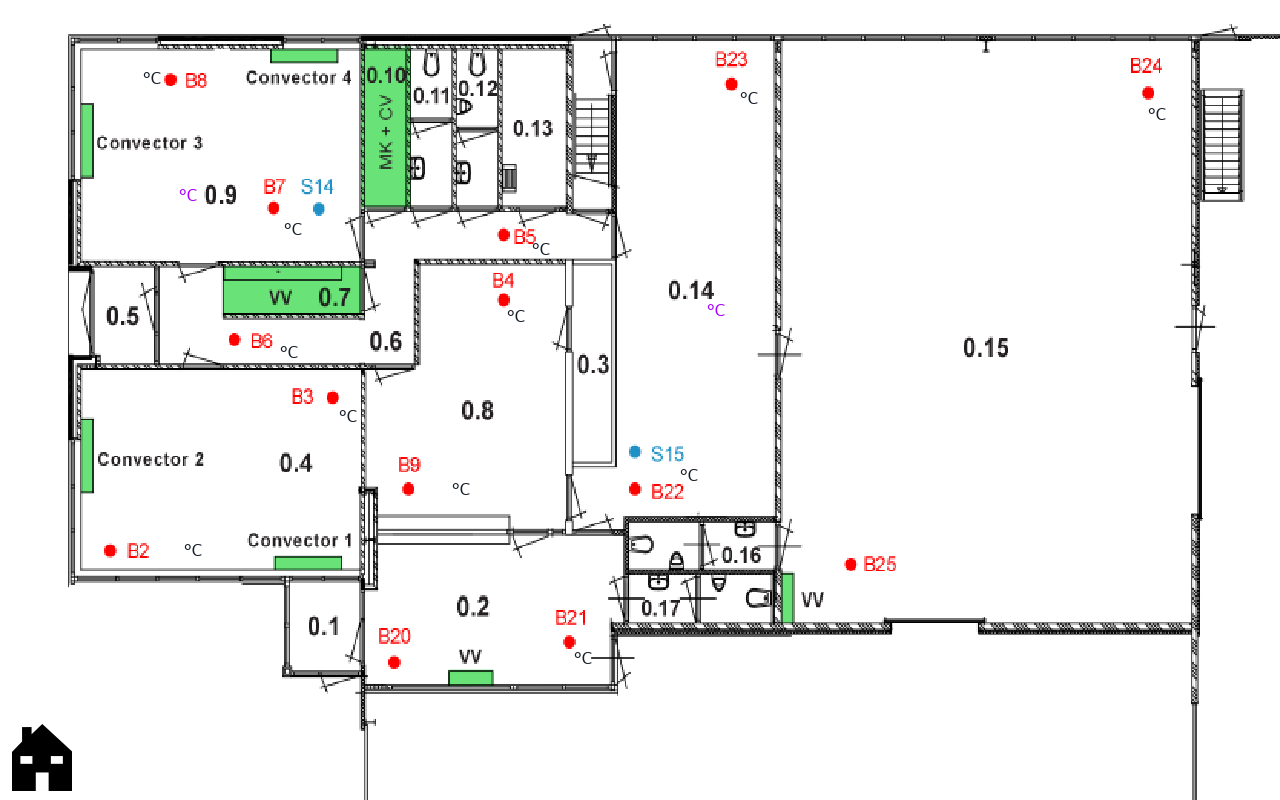 B8
°C
Convector 4
Convector 3
°C
0.9
B7
S14
°C
0.10
MK + CV
0.11
0.12
0.13
B5
°C
B23
°C
B24
°C
0.5
VV
0.7
B6
°C
0.6
B4
°C
0.3
0.14
°C
0.15
B3
°C
Convector 2
0.4
0.8
B9
°C
S15
°C
B22
B2
°C
Convector 1
0.16
B25
0.1
0.2
B20
VV
B21
°C
0.17
VV